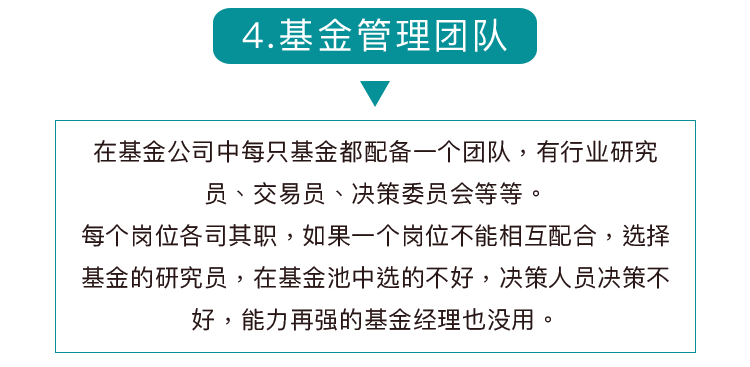 4.基金管理团队
在基金公司中每只基金都配备一个团队，有行业研究
员、交易员、决策委员会等等。
每个岗位各司其职，如果一个岗位不能相互配合，选择
基金的研究员，在基金池中选的不好，决策人员决策不
好，能力再强的基金经理也没用。